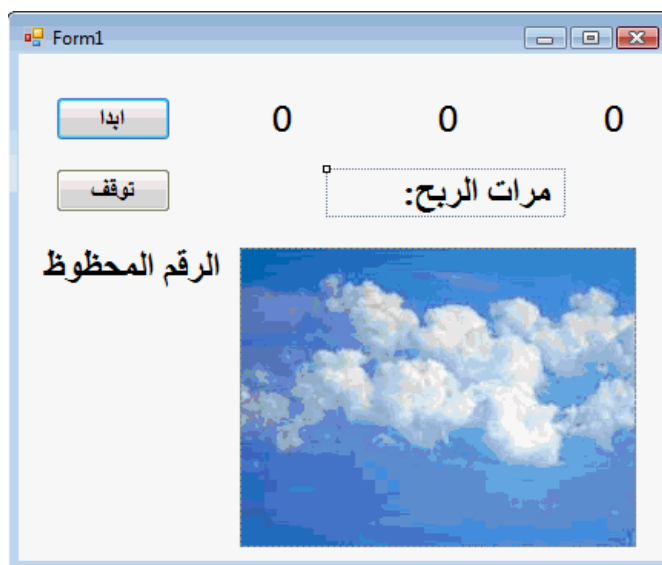 Form1
ابدا
0 0 0
توقف
مرات الربح:
الرقم المحظوظ